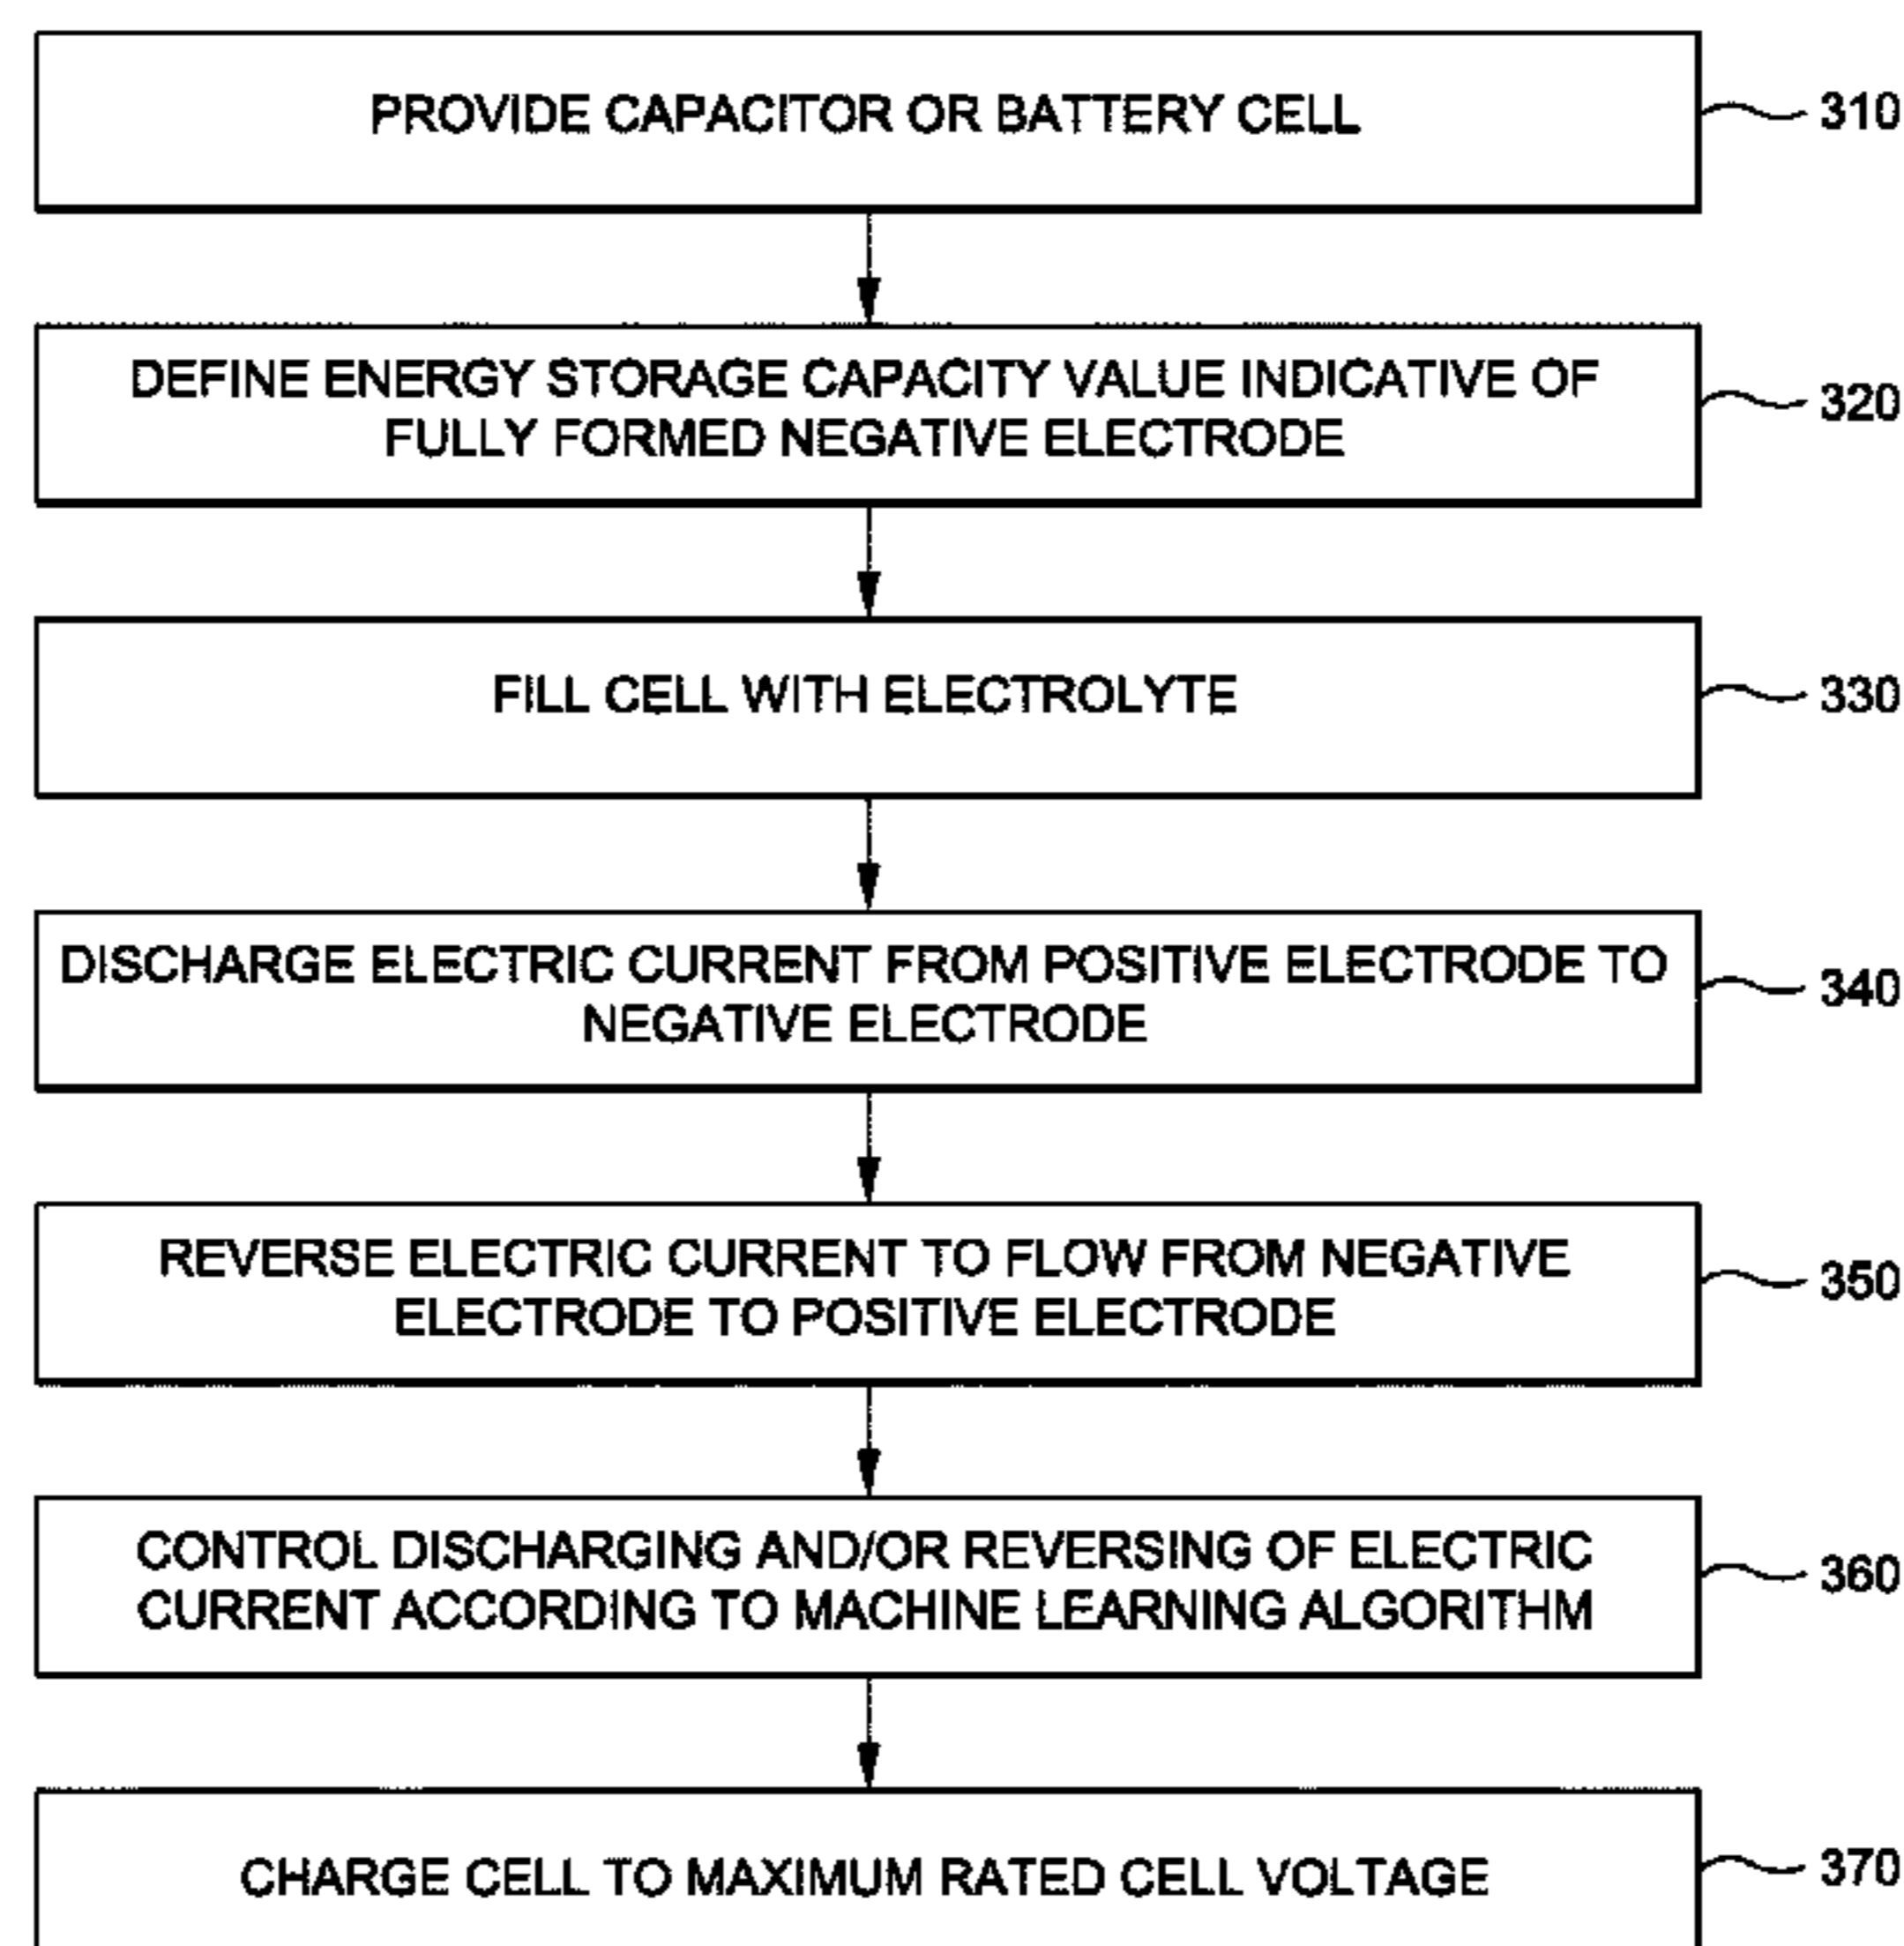 PROVIDE CAPACITOR OR BATTERY CELL
310
DEFINE ENERGY STORAGE CAPACITY VALUE INDICATIVE OF
FULLY FORMED NEGATIVE ELECTRODE
320
FILL CELL WITH ELECTROLYTE
330
DISCHARGE ELECTRIC CURRENT FROM POSITIVE ELECTRODE TO
NEGATIVE ELECTRODE
340
REVERSE ELECTRIC CURRENT TO FLOW FROM NEGATIVE
ELECTRODE TO POSITIVE ELECTRODE
350
CONTROL DISCHARGING AND/OR REVERSING OF ELECTRIC
CURRENT ACCORDING TO MACHINE LEARNING ALGORITHM
360
CHARGE CELL TO MAXIMUM RATED CELL VOLTAGE
370